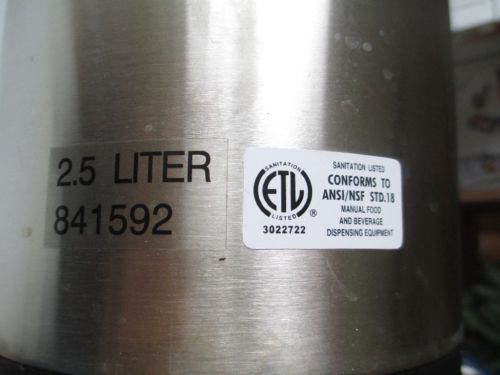 2.5 LITER
841592
SANITATION
ETL
LISTED
®
3022722
SANITATION LISTED
CONFORMS TO
ANSI/NSF STD.18
MANUAL FOOD
AND BEVERAGE
DISPENSING EQUIPMENT